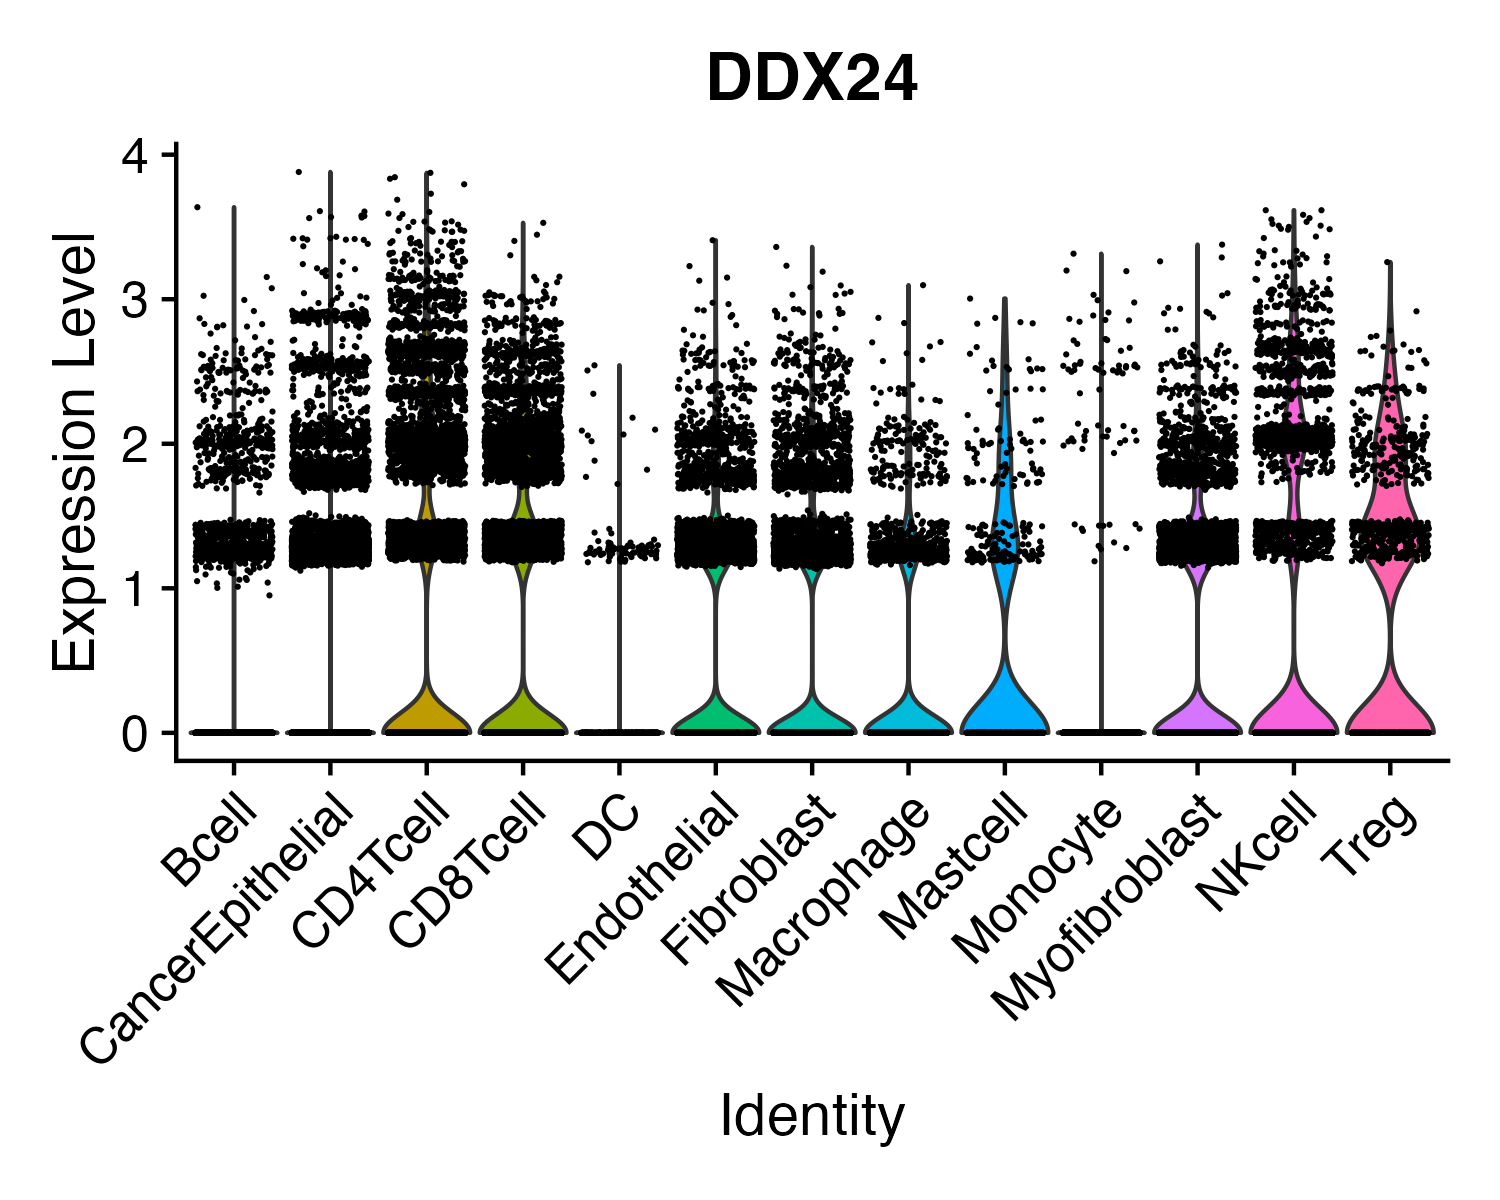 DDX24
Expression Level
4
3
2
1
0
Bcell
CancerEpithelial
CD4Tcell
CD8Tcell
DC
Endothelial
Fibroblast
Macrophage
Mastcell
Monocyte
Myofibroblast
NKcell
Treg
Identity